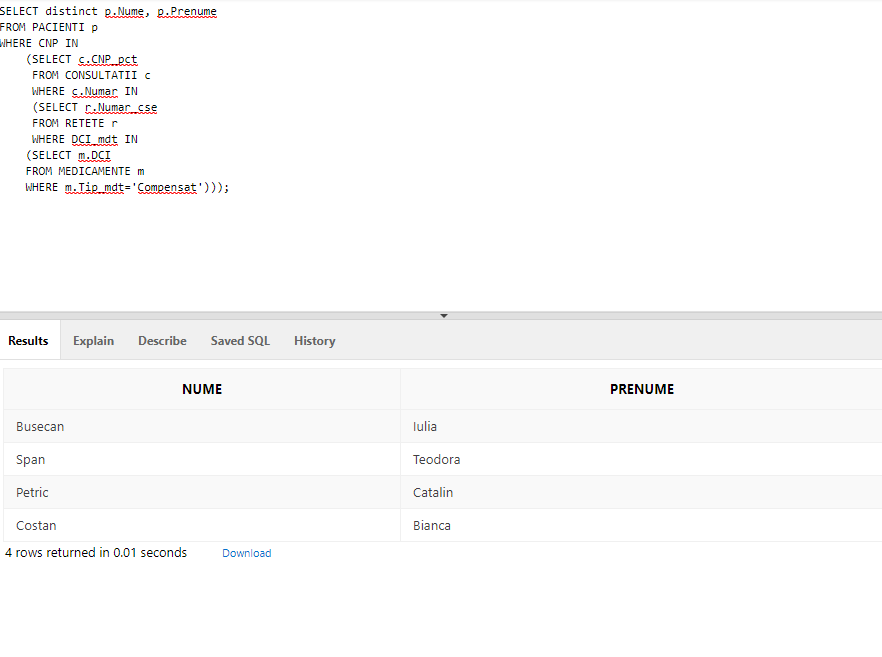 SELECT distinct p.Nume, p.Prenume
FROM PACIENTI p
WHERE CNP IN
(SELECT c.CNP_pct
FROM CONSULTATII c
WHERE c.Numar IN
(SELECT r.Numar_cse
FROM RETETE r
WHERE DCI_mdt IN
(SELECT m.DCI
FROM MEDICAMENTE m
WHERE m.Tip_mdt='Compensat')));
Results Explain Describe Saved SQL History
NUME PRENUME
Busecan Iulia
Span Teodora
Petric Catalin
Costan Bianca
4 rows returned in 0.01 seconds Download